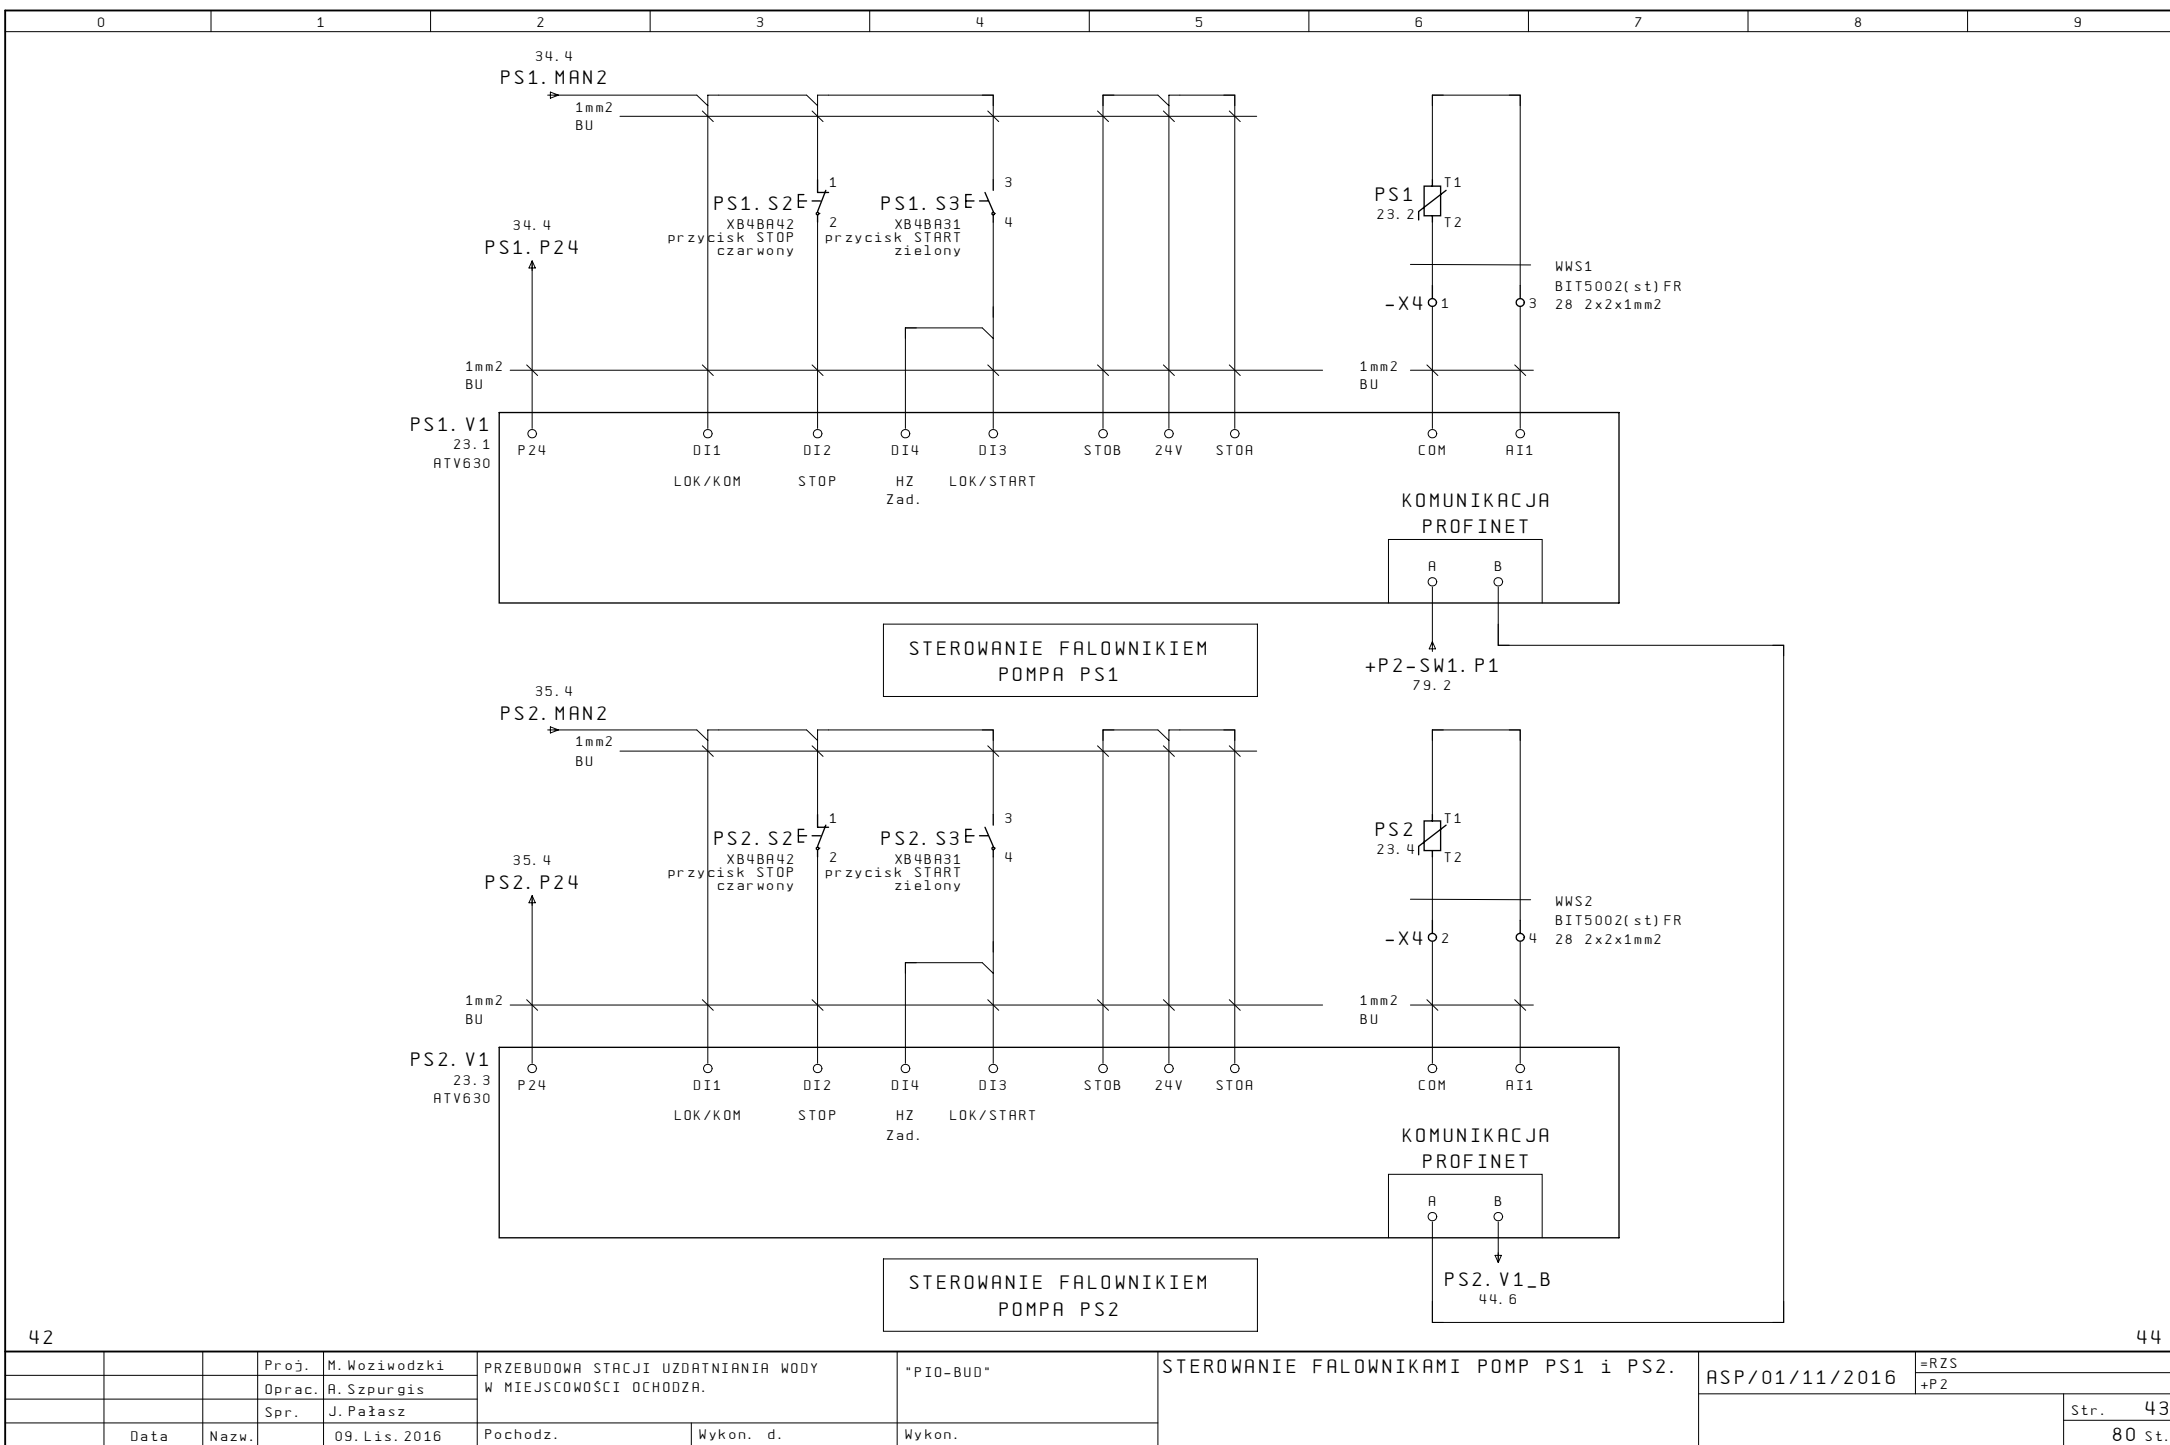 0 1 2 3 4 5 6 7 8 9
34.4
PS1.MAN2
1mm2
BU
PS1.S2
XB4BA42
przycisk STOP
czarwony
1
2
PS1.S3
XB4BA31
przycisk START
zielony
3
4
PS1
23.2
T1
T2
34.4
PS1.P24
WWS1
BIT5002(st)FR
28 2x2x1mm2
-X4 1 3
1mm2
BU
1mm2
BU
PS1.V1
23.1
ATV630
P24 DI1 DI2 DI4 DI3 STOB 24V STOA COM AI1
LOK/KOM STOP HZ LOK/START
Zad.
KOMUNIKACJA
PROFINET
A B
STEROWANIE FALOWNIKIEM
POMPA PS1
+P2-SW1.P1
79.2
35.4
PS2.MAN2
1mm2
BU
PS2.S2
XB4BA42
przycisk STOP
czarwony
1
2
PS2.S3
XB4BA31
przycisk START
zielony
3
4
PS2
23.4
T1
T2
35.4
PS2.P24
WWS2
BIT5002(st)FR
28 2x2x1mm2
-X4 2 4
1mm2
BU
1mm2
BU
PS2.V1
23.3
ATV630
P24 DI1 DI2 DI4 DI3 STOB 24V STOA COM AI1
LOK/KOM STOP HZ LOK/START
Zad.
KOMUNIKACJA
PROFINET
A B
STEROWANIE FALOWNIKIEM
POMPA PS2
PS2.V1_B
44.6
42 44
Proj. M.Woziwodzki
Oprac. A.Szpurgis
Spr. J.Pałasz
Data Nazw. 09.Lis.2016
PRZEBUDOWA STACJI UZDATNIANIA WODY
W MIEJSCOWOŚCI OCHODZA.
Pochodz. Wykon. d. Wykon.
"PIO-BUD"
STEROWANIE FALOWNIKAMI POMP PS1 i PS2.
ASP/01/11/2016
=RZS
+P2
Str. 43
80 St.